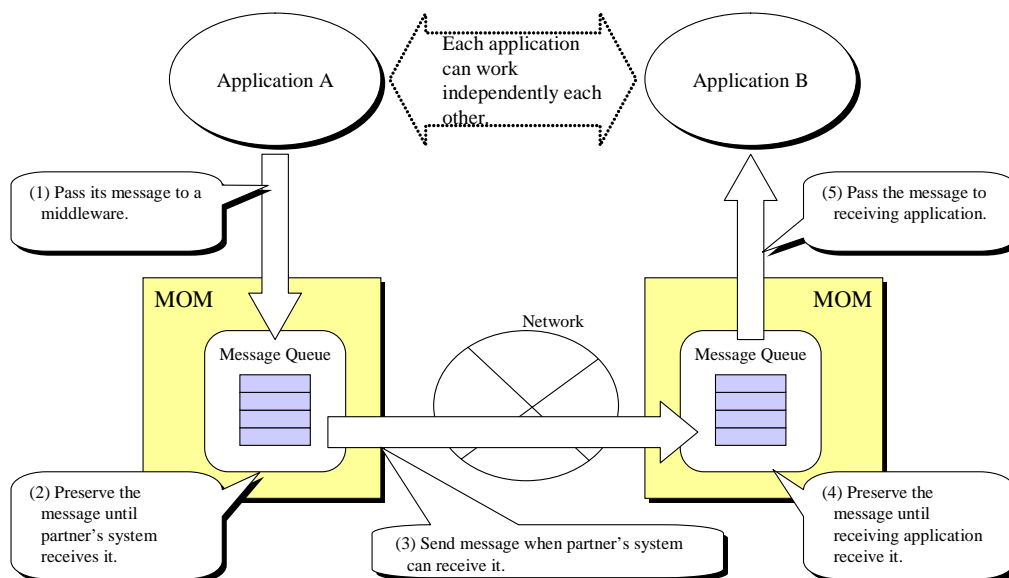 Application A
Each application
can work
independently each
other.
Application B
(1) Pass its message to a
middleware.
(5) Pass the message to
receiving application.
MOM
Message Queue
Network
MOM
Message Queue
(2) Preserve the
message until
partner's system
receives it.
(3) Send message when partner's system
can receive it.
(4) Preserve the
message until
receiving application
receive it.